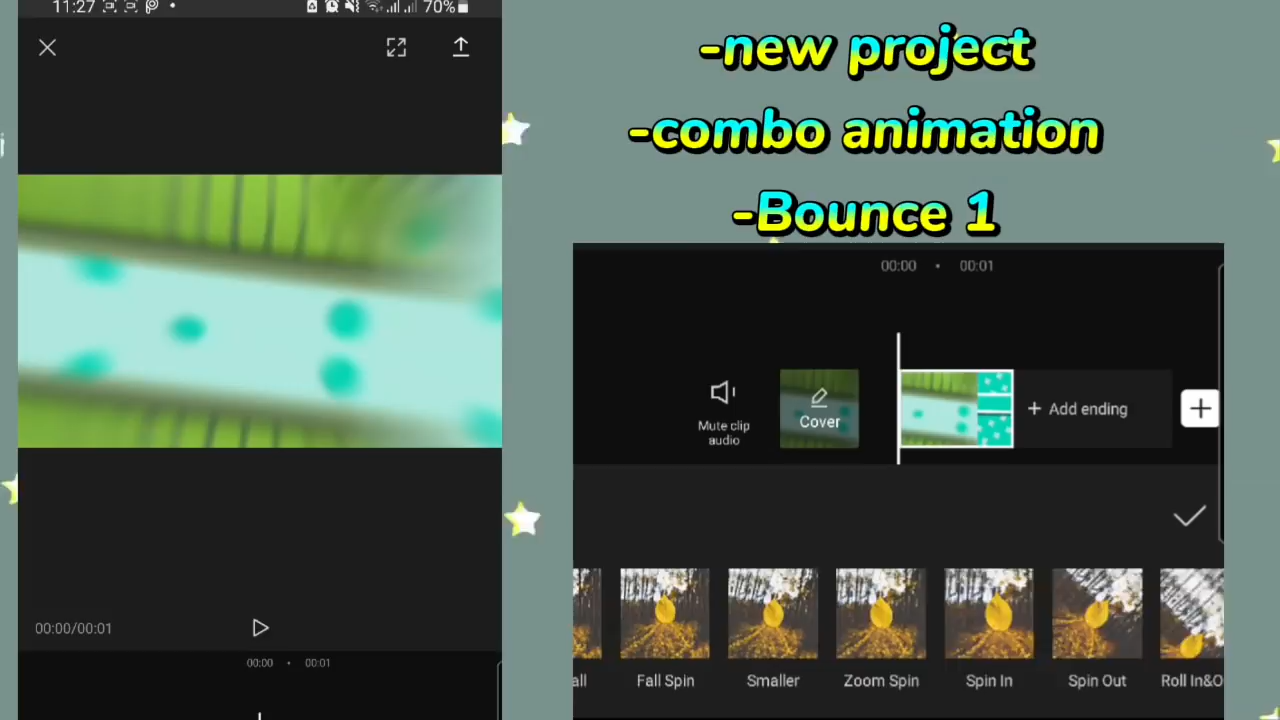 11:27
70%
-new project
-combo animation
-Bounce 1
00:00 • 00:01
Mute clip
audio
Cover
+ Add ending
00:00/00:01
00:00 • 00:01
all
Fall Spin
Smaller
Zoom Spin
Spin In
Spin Out
Roll In&O